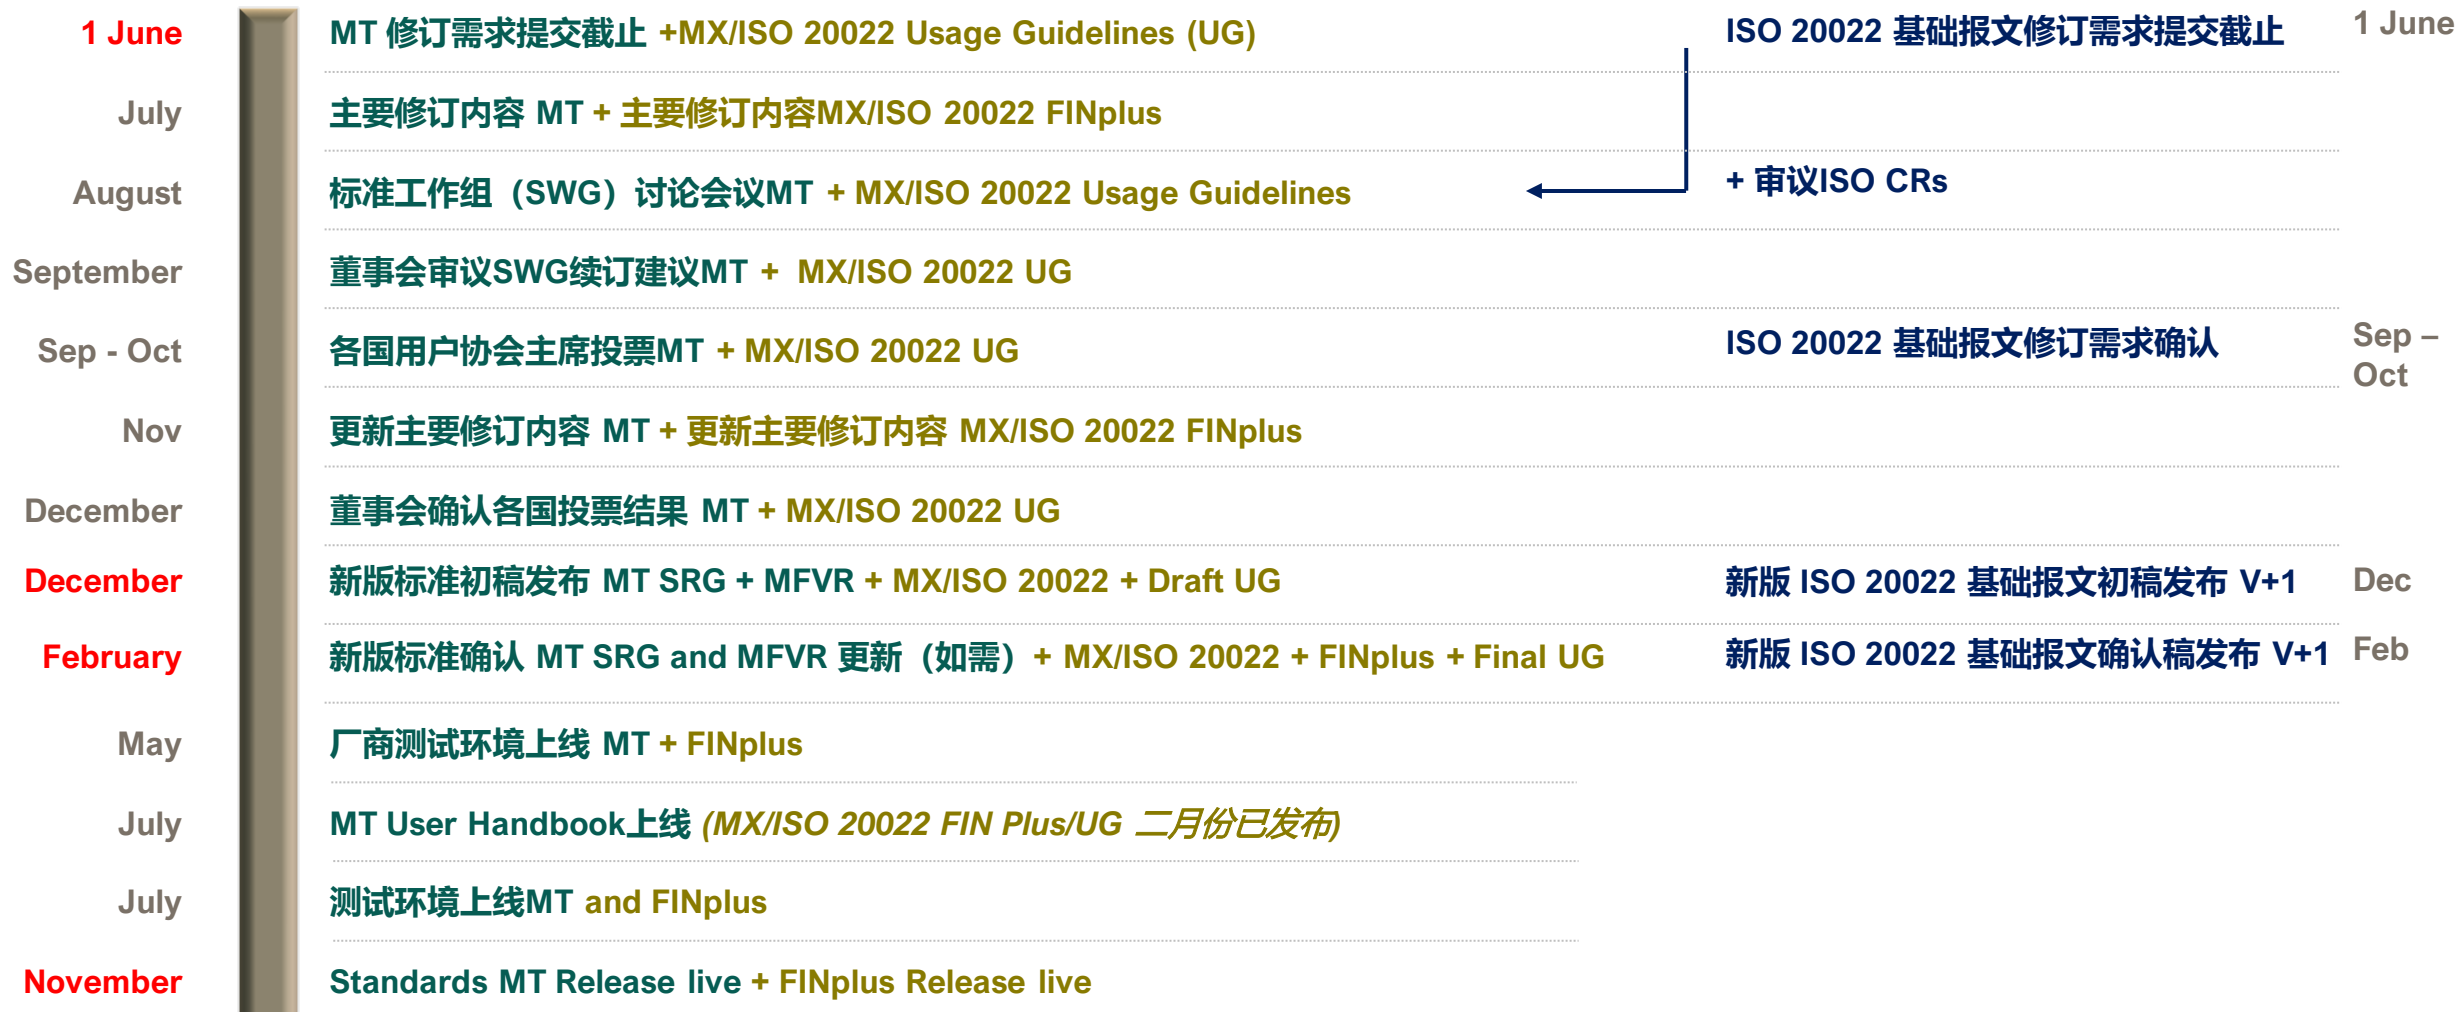 1 June MT 修订需求提交截止 +MX/ISO 20022 Usage Guidelines (UG) ISO 20022 基础报文修订需求提交截止 1 June
July 主要修订内容 MT + 主要修订内容MX/ISO 20022 FINplus
August 标准工作组（SWG）讨论会议MT + MX/ISO 20022 Usage Guidelines + 审议ISO CRs
September 董事会审议SWG续订建议MT + MX/ISO 20022 UG
Sep - Oct 各国用户协会主席投票MT + MX/ISO 20022 UG ISO 20022 基础报文修订需求确认 Sep –
Oct
Nov 更新主要修订内容 MT + 更新主要修订内容 MX/ISO 20022 FINplus
December 董事会确认各国投票结果 MT + MX/ISO 20022 UG
December 新版标准初稿发布 MT SRG + MFVR + MX/ISO 20022 + Draft UG 新版 ISO 20022 基础报文初稿发布 V+1 Dec
February 新版标准确认 MT SRG and MFVR 更新（如需）+ MX/ISO 20022 + FINplus + Final UG 新版 ISO 20022 基础报文确认稿发布 V+1 Feb
May 厂商测试环境上线 MT + FINplus
July MT User Handbook上线 (MX/ISO 20022 FIN Plus/UG 二月份已发布)
July 测试环境上线MT and FINplus
November Standards MT Release live + FINplus Release live